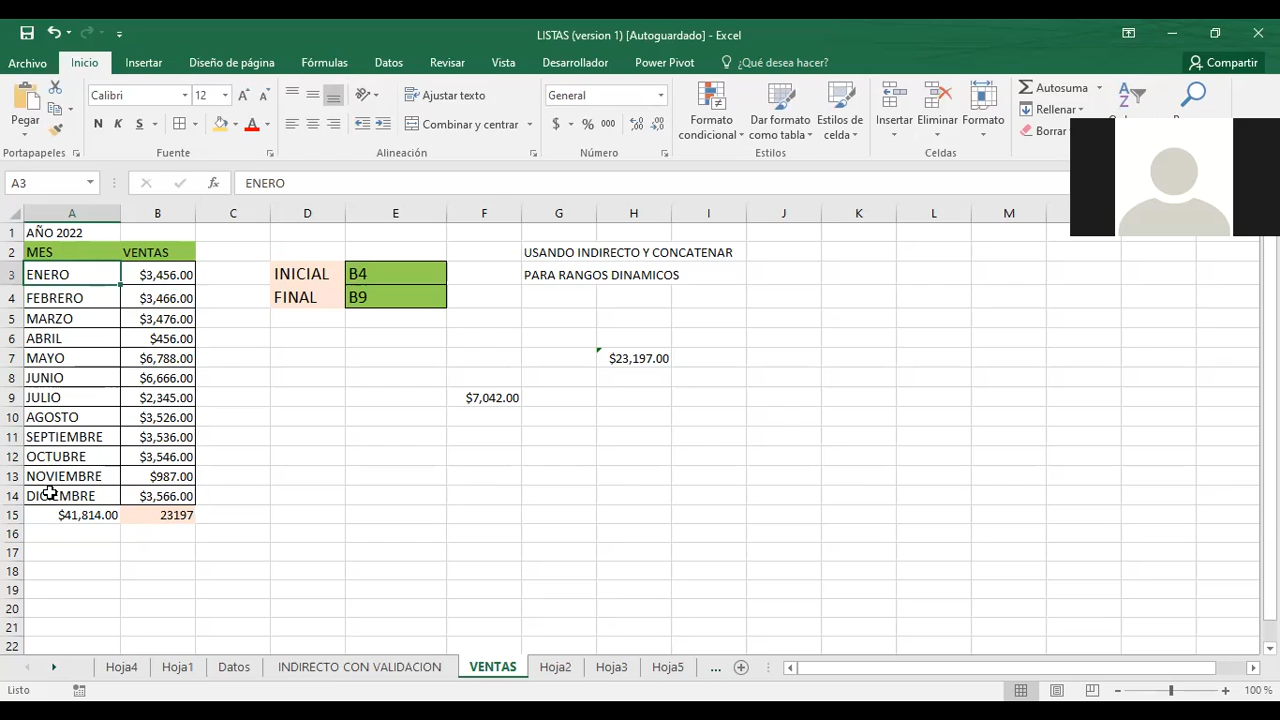 LISTAS (version 1) [Autoguardado] - Excel
Archivo Inicio Insertar Diseño de página Fórmulas Datos Revisar Vista Desarrollador Power Pivot ¿Qué desea hacer? Compartir
Calibri 12 Ajustar texto General Autosuma
Pegar Formato condicional Dar formato como tabla Estilos de celda Insertar Eliminar Formato Rellenar
N K S Combinar y centrar $ % 000 Borrar
Portapapeles Fuente Alineación Número Estilos Celdas
A3 fx ENERO
A B C D E F G H I J K L M
1 AÑO 2022
2 MES VENTAS USANDO INDIRECTO Y CONCATENAR
3 ENERO $3,456.00 INICIAL B4 PARA RANGOS DINAMICOS
4 FEBRERO $3,466.00 FINAL B9
5 MARZO $3,476.00
6 ABRIL $456.00
7 MAYO $6,788.00 $23,197.00
8 JUNIO $6,666.00
9 JULIO $2,345.00 $7,042.00
10 AGOSTO $3,526.00
11 SEPTIEMBRE $3,536.00
12 OCTUBRE $3,546.00
13 NOVIEMBRE $987.00
14 DICIEMBRE $3,566.00
15 $41,814.00 23197
16
17
18
19
20
21
22
Hoja4 Hoja1 Datos INDIRECTO CON VALIDACION VENTAS Hoja2 Hoja3 Hoja5 ...
Listo 100 %